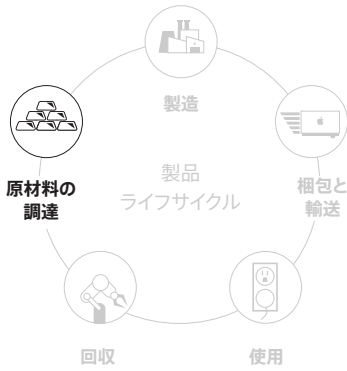 製造
原材料の
調達
製品
ライフサイクル
梱包と
輸送
回収
使用